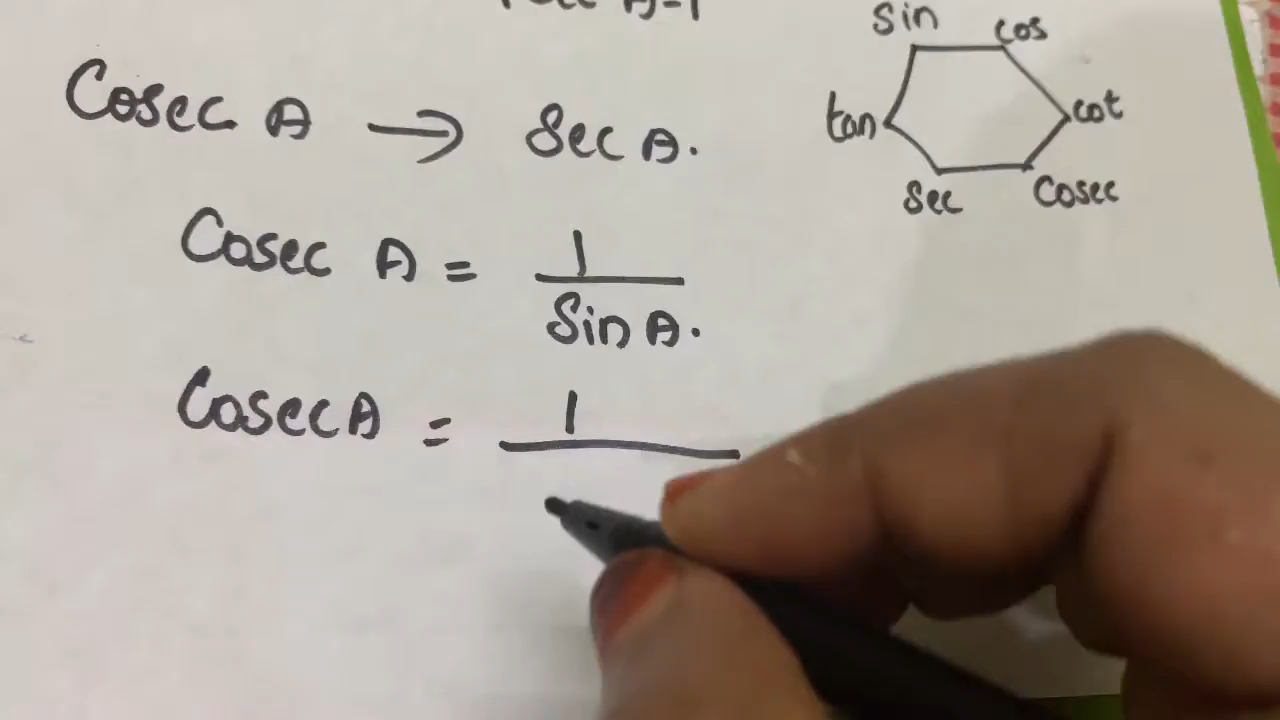 Cosec A → Sec A.
Cosec A = 1 / Sin A.
Cosec A = 1 /
Sin cos
tan cot
Sec Cosec